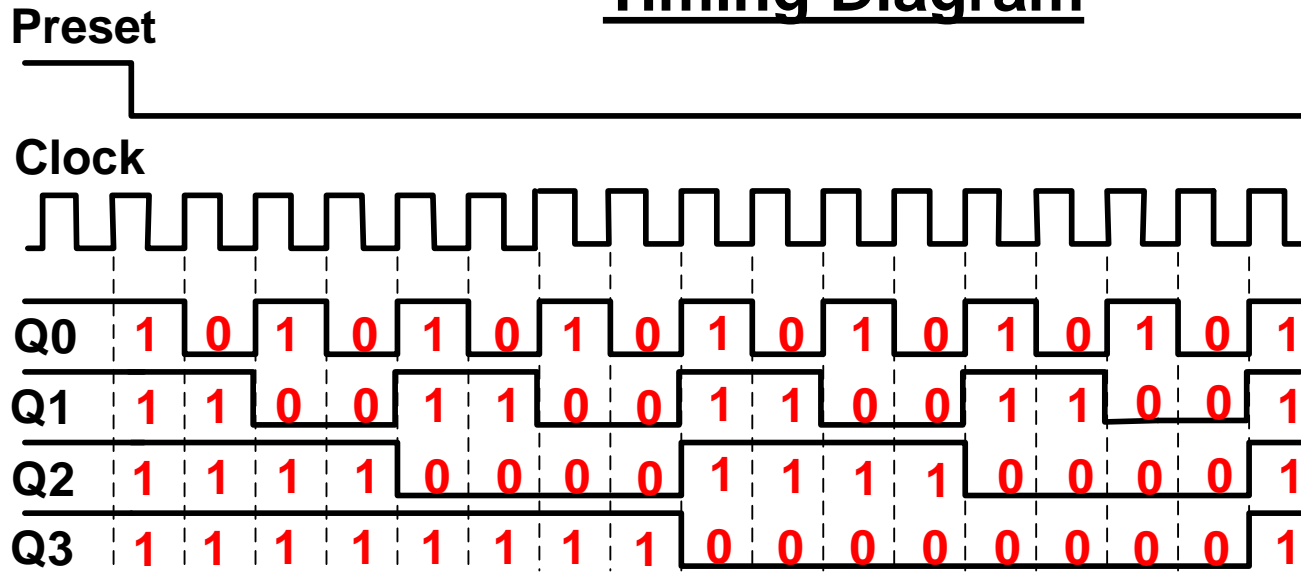 Timing Diagram
Preset
Clock
Q0 1 0 1 0 1 0 1 0 1 0 1 0 1 0 1 0 1
Q1 1 1 0 0 1 1 0 0 1 1 0 0 1 1 0 0 1
Q2 1 1 1 1 0 0 0 0 1 1 1 1 0 0 0 0 1
Q3 1 1 1 1 1 1 1 1 0 0 0 0 0 0 0 0 1